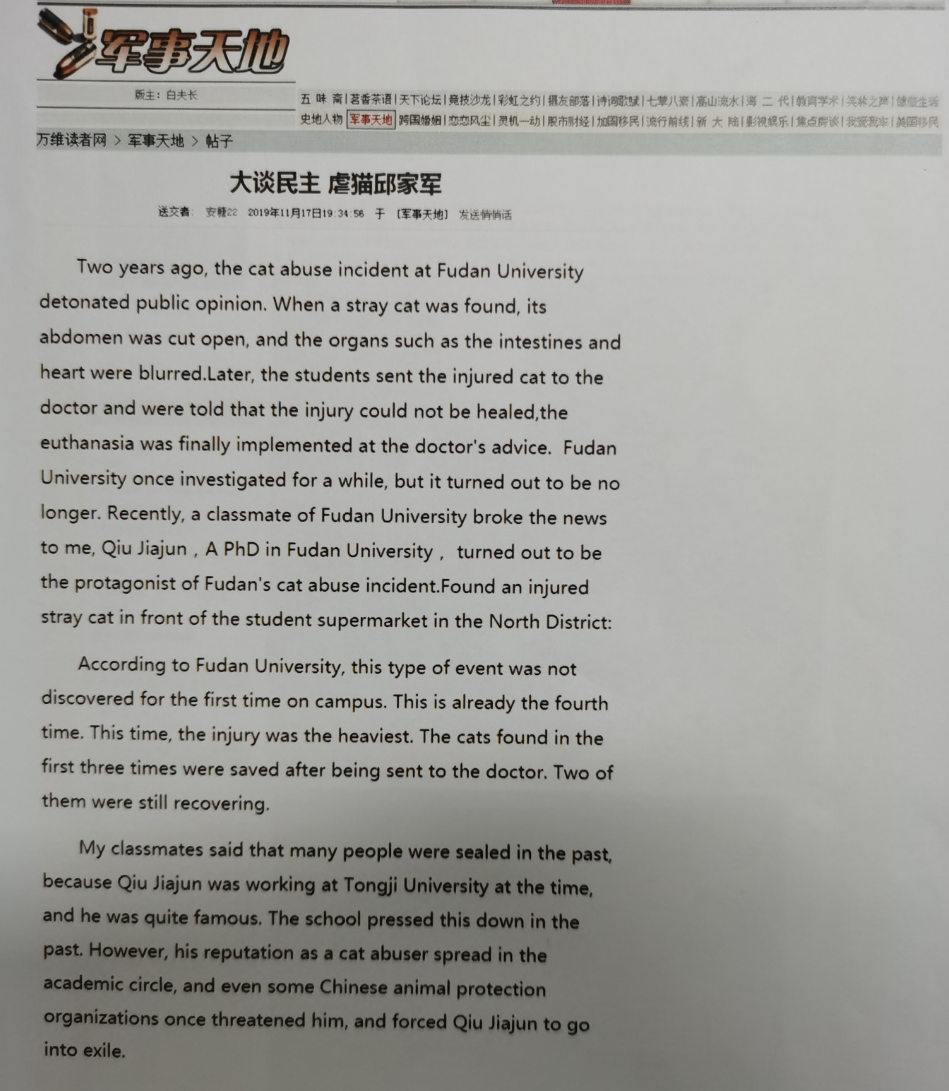 军事天地
版主：白夫长
五 味 斋|茗香茶语|天下论坛|竞技沙龙|彩虹之约|摄友部落|诗词歌赋|七荤八素|高山流水|海 二 代|教育学术|
史地人物|军事天地|跨国婚姻|恋恋风尘|灵机一动|股市财经|加国移民|流行前线|新 大 陆|影视娱乐|焦点房谈|我爱我车|美国移民
万维读者网 > 军事天地 > 帖子
大谈民主 虐猫邱家军
送交者: 安糖22 2019年11月17日19:34:56 于 [军事天地] 发送悄悄话
Two years ago, the cat abuse incident at Fudan University
detonated public opinion. When a stray cat was found, its
abdomen was cut open, and the organs such as the intestines and
heart were blurred.Later, the students sent the injured cat to the
doctor and were told that the injury could not be healed,the
euthanasia was finally implemented at the doctor's advice.  Fudan
University once investigated for a while, but it turned out to be no
longer. Recently, a classmate of Fudan University broke the news
to me, Qiu Jiajun , A PhD in Fudan University ,  turned out to be
the protagonist of Fudan's cat abuse incident.Found an injured
stray cat in front of the student supermarket in the North District:
According to Fudan University, this type of event was not
discovered for the first time on campus. This is already the fourth
time. This time, the injury was the heaviest. The cats found in the
first three times were saved after being sent to the doctor. Two of
them were still recovering.
My classmates said that many people were sealed in the past,
because Qiu Jiajun was working at Tongji University at the time,
and he was quite famous. The school pressed this down in the
past. However, his reputation as a cat abuser spread in the
academic circle, and even some Chinese animal protection
organizations once threatened him, and forced Qiu Jiajun to go
into exile.